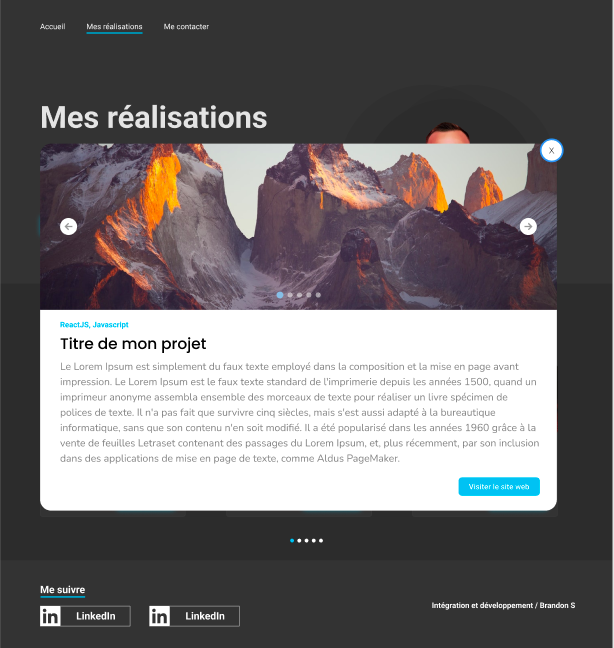 Accueil
Mes réalisations
Me contacter
Mes réalisations
X
ReactJS, Javascript
Titre de mon projet
Le Lorem Ipsum est simplement du faux texte employé dans la composition et la mise en page avant
impression. Le Lorem Ipsum est le faux texte standard de l'imprimerie depuis les années 1500, quand un
imprimeur anonyme assembla ensemble des morceaux de texte pour réaliser un livre spécimen de
polices de texte. Il n'a pas fait que survivre cinq siècles, mais s'est aussi adapté à la bureautique
informatique, sans que son contenu n'en soit modifié. Il a été popularisé dans les années 1960 grâce à la
vente de feuilles Letraset contenant des passages du Lorem Ipsum, et, plus récemment, par son inclusion
dans des applications de mise en page de texte, comme Aldus PageMaker.
Visiter le site web
Me suivre
in LinkedIn
in LinkedIn
Intégration et développement / Brandon S